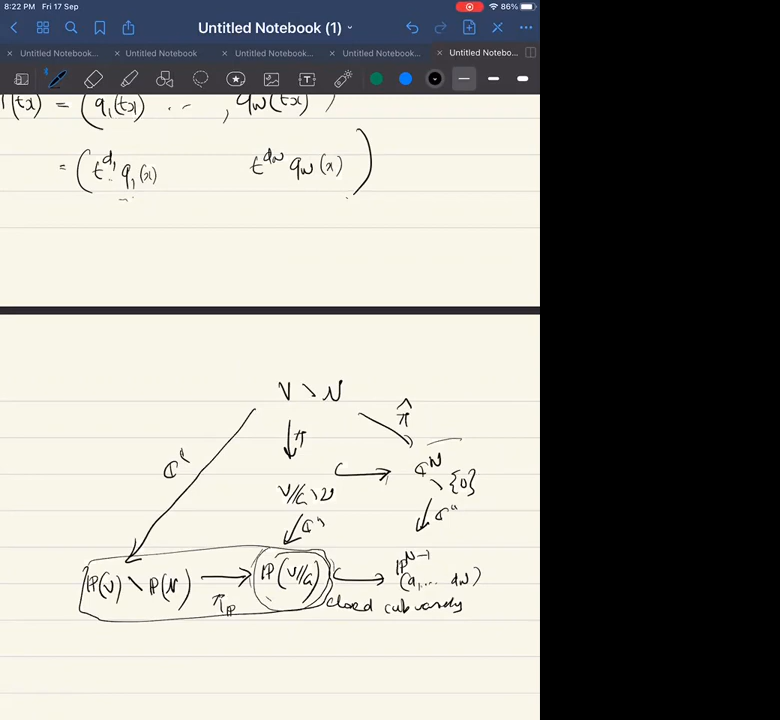 8:22 PM Fri 17 Sep 86%
Untitled Notebook (1)
Untitled Notebook... Untitled Notebook Untitled Notebook... Untitled Notebook... Untitled Notebo...
(tx) = (q₁(tx) ... , q_N(tx))
= (t^{d₁} q₁(x) t^{d_N} q_N(x))
V \ N
π π̂
ℂ* ℂ^N \ {0}
V//G \ 0
ℂ* ℂ*
ℙ(V) \ ℙ(N) → ℙ(V//G) ↪ ℙ^{N-1}(d₁,... d_N)
π_ℙ closed subvariety